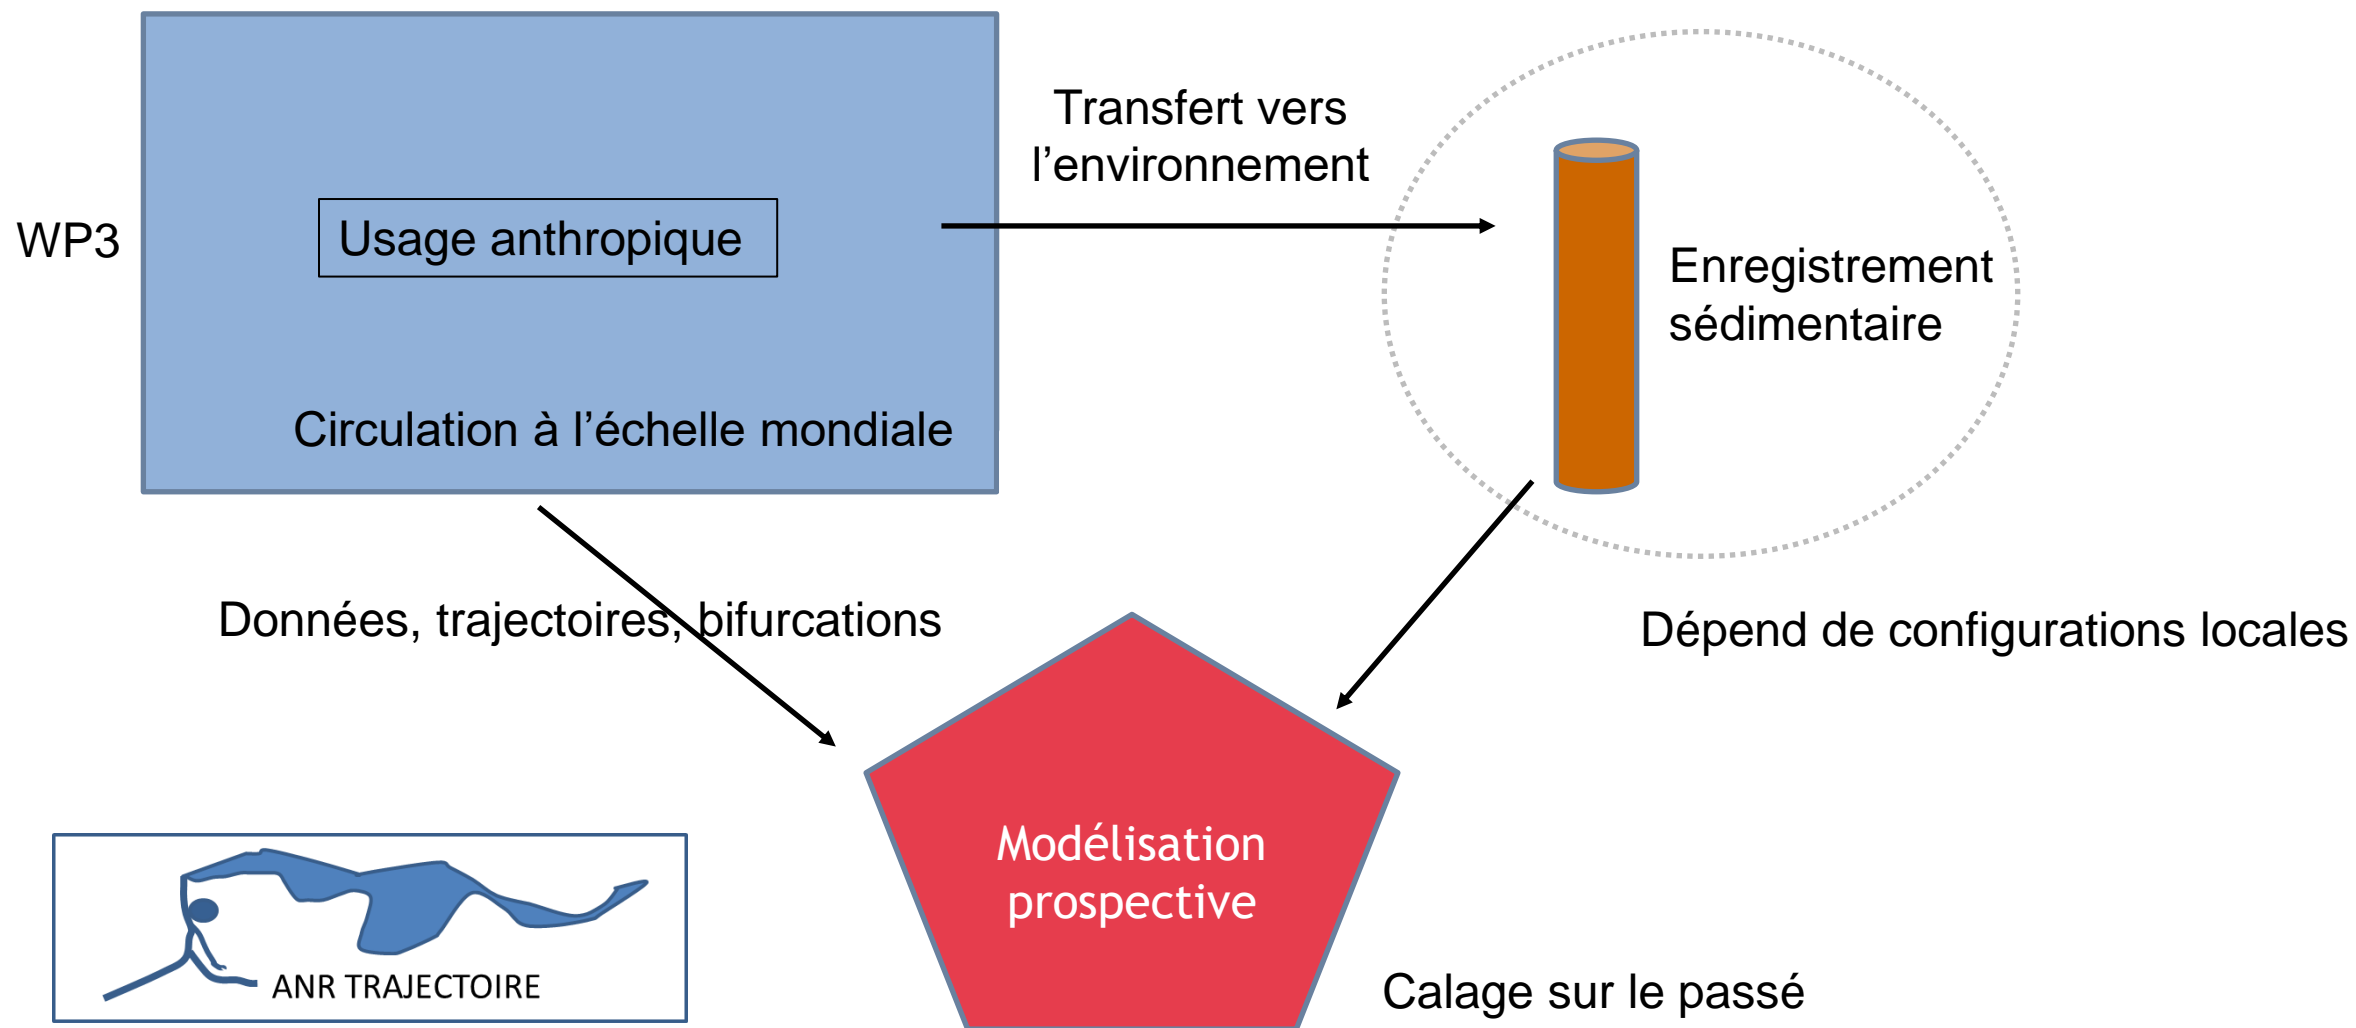 Transfert vers
l’environnement
WP3
Usage anthropique
Enregistrement
sédimentaire
Circulation à l’échelle mondiale
Données, trajectoires, bifurcations
Dépend de configurations locales
Modélisation
prospective
ANR TRAJECTOIRE
Calage sur le passé